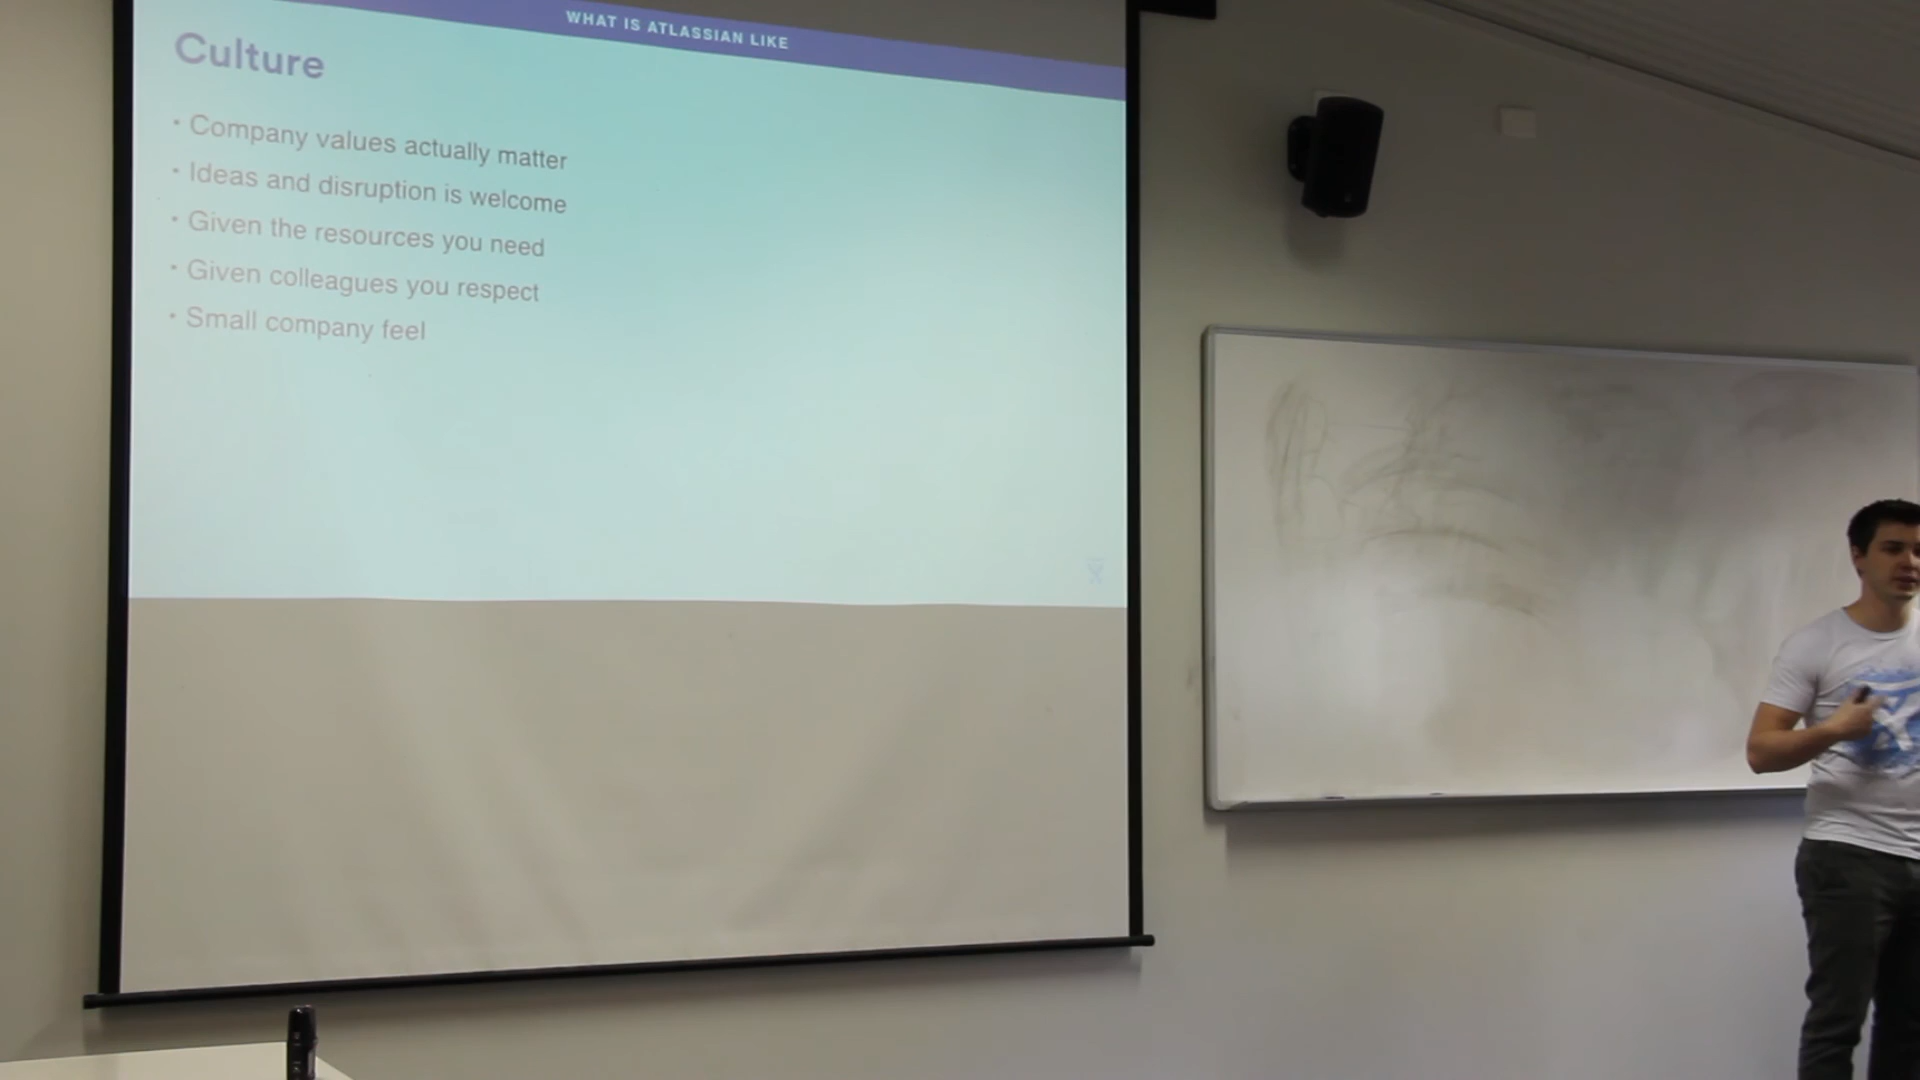 WHAT IS ATLASSIAN LIKE
Culture
• Company values actually matter
• Ideas and disruption is welcome
• Given the resources you need
• Given colleagues you respect
• Small company feel